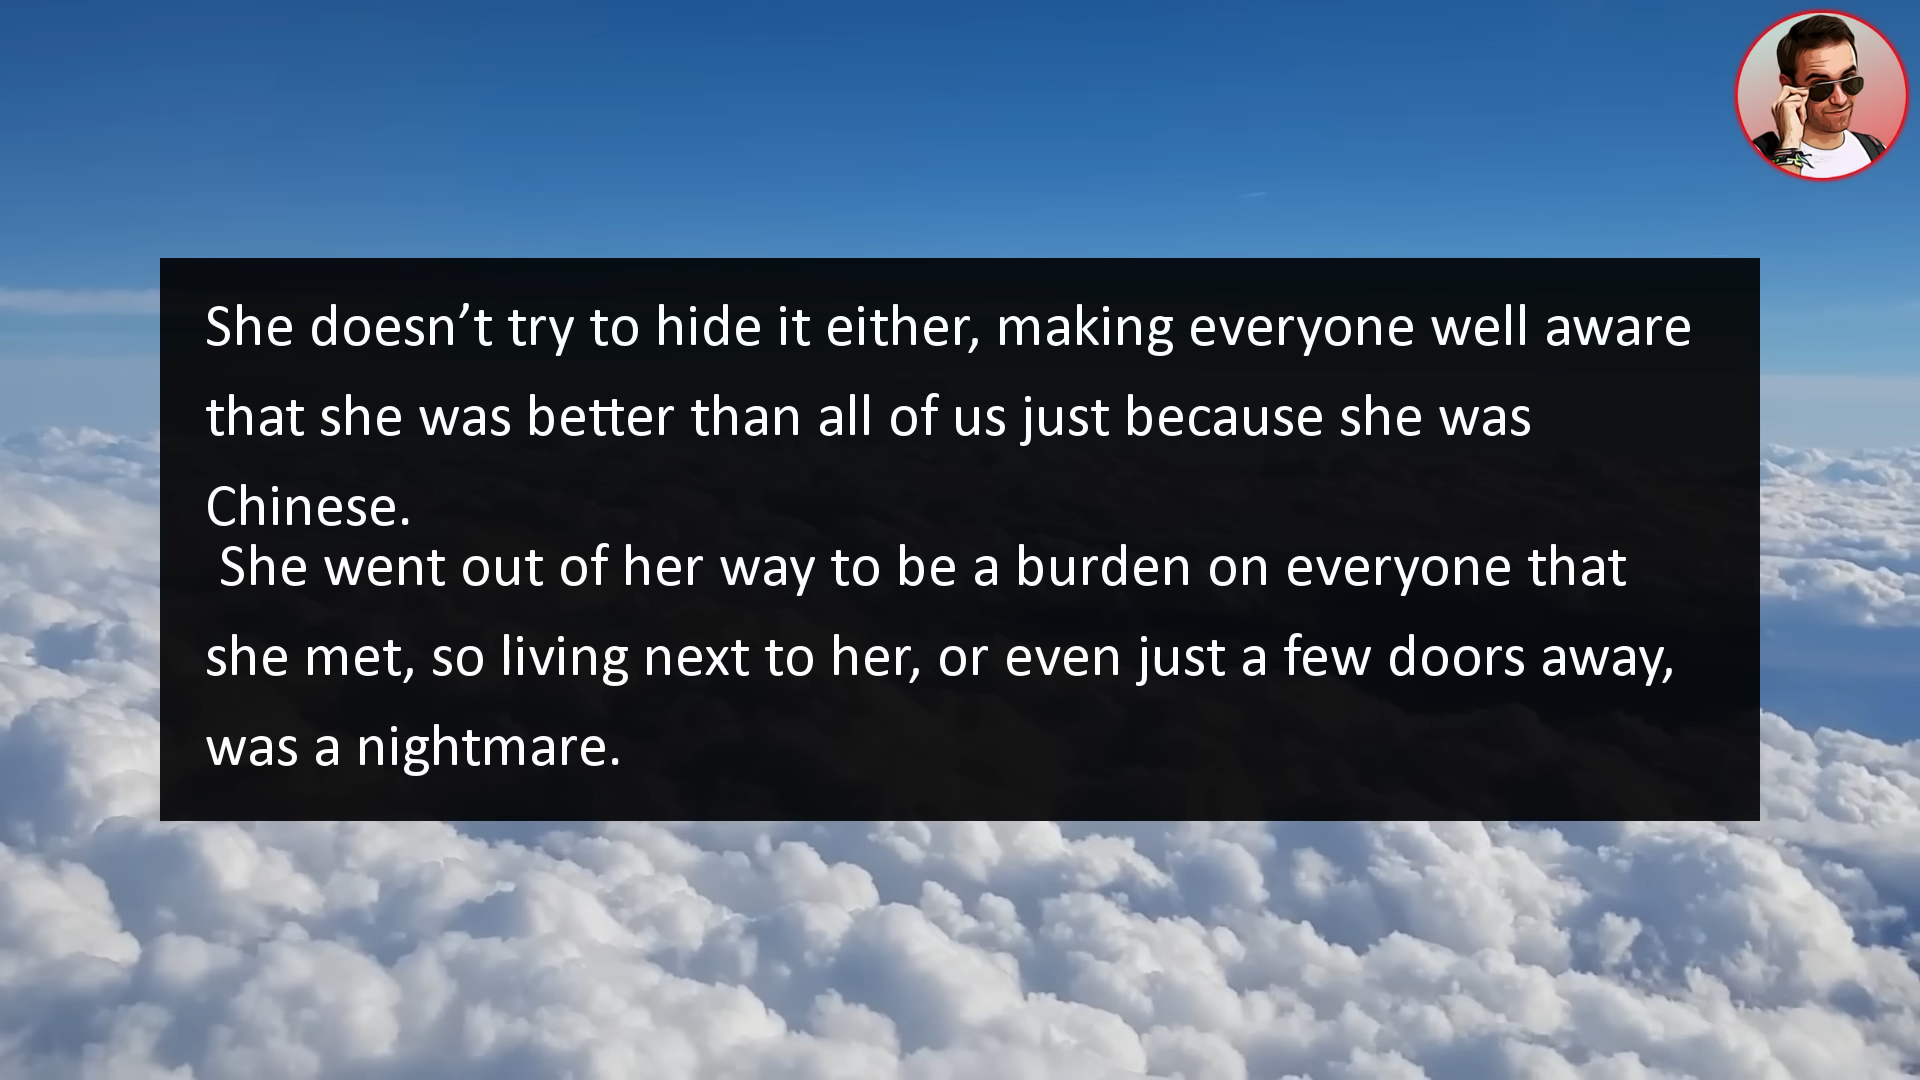 She doesn’t try to hide it either, making everyone well aware
that she was better than all of us just because she was
Chinese.
She went out of her way to be a burden on everyone that
she met, so living next to her, or even just a few doors away,
was a nightmare.